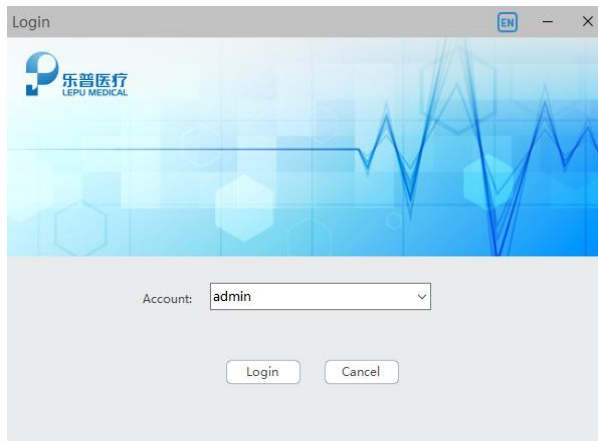 Login
EN
乐普医疗
LEPU MEDICAL
Account: admin
Login Cancel